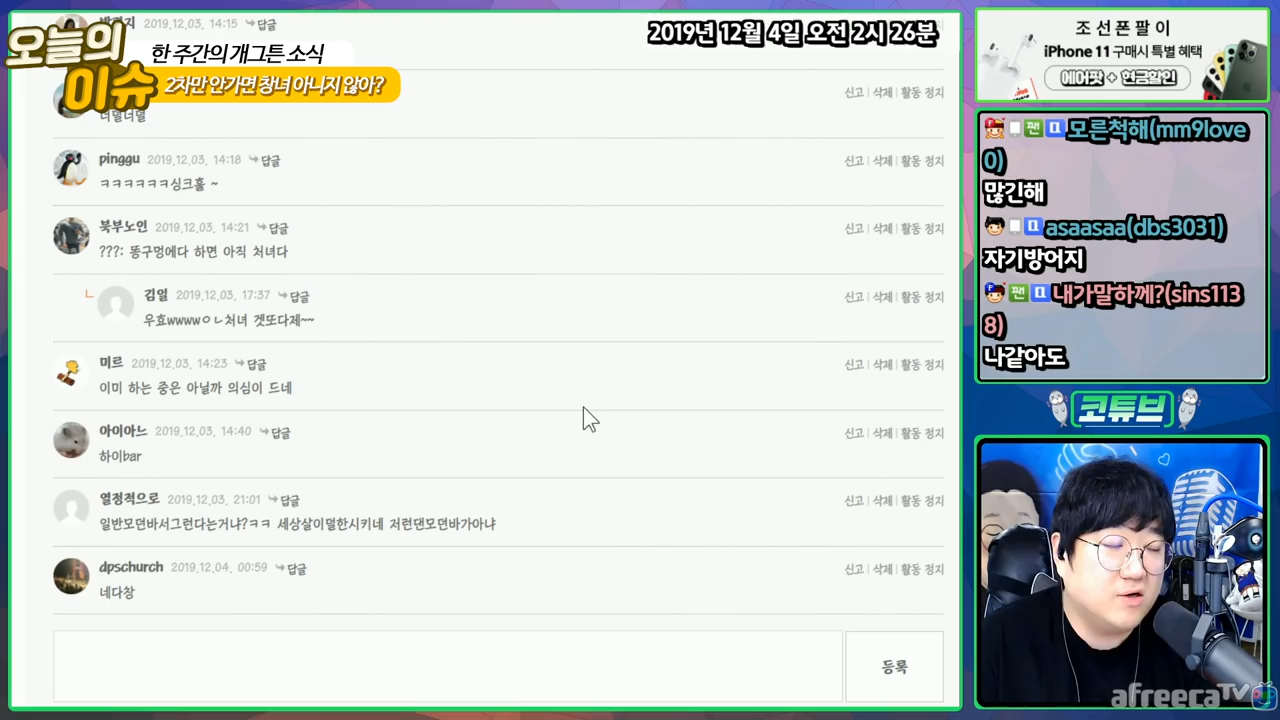 오늘의
이슈
한 주간의 개그튼 소식
2차만 안가면 창녀 아니지 않아?
2019년 12월 4일 오전 2시 26분
2019.12.03. 14:15 답글
신고 | 삭제 | 활동 정지
너덜너덜
pinggu 2019.12.03. 14:18 답글
신고 | 삭제 | 활동 정지
ㅋㅋㅋㅋㅋㅋ싱크홀 ~
북부노인 2019.12.03. 14:21 답글
신고 | 삭제 | 활동 정지
???: 똥구멍에다 하면 아직 처녀다
김일 2019.12.03. 17:37 답글
신고 | 삭제 | 활동 정지
우효wwwwㅇㄴ처녀 겟또다제~~
미르 2019.12.03. 14:23 답글
신고 | 삭제 | 활동 정지
이미 하는 중은 아닐까 의심이 드네
아이아느 2019.12.03. 14:40 답글
신고 | 삭제 | 활동 정지
하이bar
열정적으로 2019.12.03. 21:01 답글
신고 | 삭제 | 활동 정지
일반모던바서그런다는거냐?ㅋㅋ 세상살이덜한시키네 저런댄모던바가아냐
dpschurch 2019.12.04. 00:59 답글
신고 | 삭제 | 활동 정지
네다창
등록
조선폰팔이
iPhone 11 구매시 특별 혜택
에어팟 + 현금할인
모른척해(mm9love
0)
많긴해
asaasaa(dbs3031)
자기방어지
내가말하께?(sins113
8)
나같아도
코튜브
afreecaTV